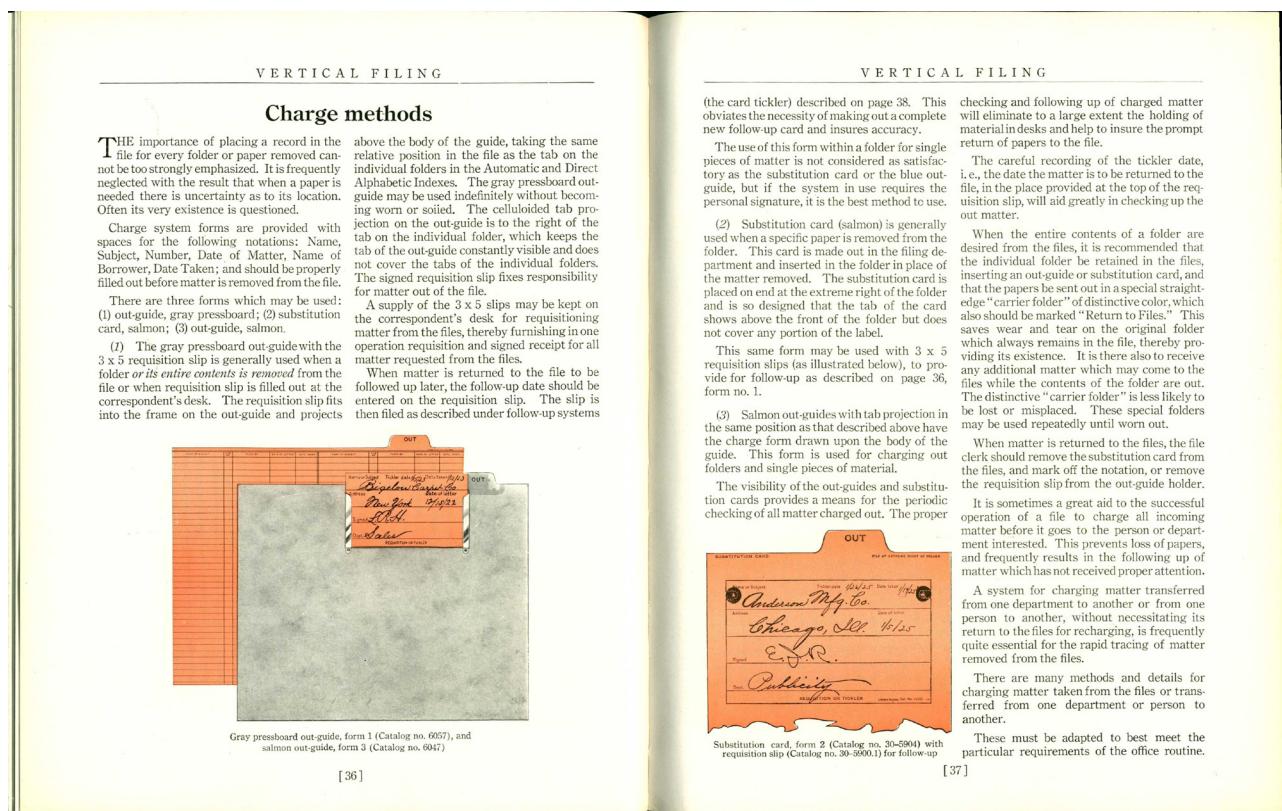 VERTICAL FILING
Charge methods
THE importance of placing a record in the
file for every folder or paper removed can-
not be too strongly emphasized. It is frequently
neglected with the result that when a paper is
needed there is uncertainty as to its location.
Often its very existence is questioned.
Charge system forms are provided with
spaces for the following notations: Name,
Subject, Number, Date of Matter, Name of
Borrower, Date Taken; and should be properly
filled out before matter is removed from the file.
There are three forms which may be used:
(1) out-guide, gray pressboard; (2) substitution
card, salmon; (3) out-guide, salmon.
(1) The gray pressboard out-guide with the
3 x 5 requisition slip is generally used when a
folder or its entire contents is removed from the
file or when requisition slip is filled out at the
correspondent's desk. The requisition slip fits
into the frame on the out-guide and projects
above the body of the guide, taking the same
relative position in the file as the tab on the
individual folders in the Automatic and Direct
Alphabetic Indexes. The gray pressboard out-
guide may be used indefinitely without becom-
ing worn or soiled. The celluloided tab pro-
jection on the out-guide is to the right of the
tab on the individual folder, which keeps the
tab of the out-guide constantly visible and does
not cover the tabs of the individual folders.
The signed requisition slip fixes responsibility
for matter out of the file.
A supply of the 3 x 5 slips may be kept on
the correspondent's desk for requisitioning
matter from the files, thereby furnishing in one
operation requisition and signed receipt for all
matter requested from the files.
When matter is returned to the file to be
followed up later, the follow-up date should be
entered on the requisition slip. The slip is
then filed as described under follow-up systems
OUT
OUT
Tickler date Date taken
Bigelow Carpet Co
Address Date of letter
New York 12/15/22
Signed F.R.H.
Dept. Sales
REQUISITION OR TICKLER
Gray pressboard out-guide, form 1 (Catalog no. 6057), and
salmon out-guide, form 3 (Catalog no. 6047)
[36]
VERTICAL FILING
(the card tickler) described on page 38. This
obviates the necessity of making out a complete
new follow-up card and insures accuracy.
The use of this form within a folder for single
pieces of matter is not considered as satisfac-
tory as the substitution card or the blue out-
guide, but if the system in use requires the
personal signature, it is the best method to use.
(2) Substitution card (salmon) is generally
used when a specific paper is removed from the
folder. This card is made out in the filing de-
partment and inserted in the folder in place of
the matter removed. The substitution card is
placed on end at the extreme right of the folder
and is so designed that the tab of the card
shows above the front of the folder but does
not cover any portion of the label.
This same form may be used with 3 x 5
requisition slips (as illustrated below), to pro-
vide for follow-up as described on page 36,
form no. 1.
(3) Salmon out-guides with tab projection in
the same position as that described above have
the charge form drawn upon the body of the
guide. This form is used for charging out
folders and single pieces of material.
The visibility of the out-guides and substitu-
tion cards provides a means for the periodic
checking of all matter charged out. The proper
OUT
SUBSTITUTION CARD FILE AT EXTREME RIGHT OF FOLDER
Name or Subject Tickler date 1/22/25 Date taken
Anderson Mfg. Co.
Address Date of letter
Chicago, Ill. 1/5/25
Signed E.J.R.
Dept. Publicity
REQUISITION OR TICKLER
Substitution card, form 2 (Catalog no. 30–5904) with
requisition slip (Catalog no. 30–5900.1) for follow-up
checking and following up of charged matter
will eliminate to a large extent the holding of
material in desks and help to insure the prompt
return of papers to the file.
The careful recording of the tickler date,
i. e., the date the matter is to be returned to the
file, in the place provided at the top of the req-
uisition slip, will aid greatly in checking up the
out matter.
When the entire contents of a folder are
desired from the files, it is recommended that
the individual folder be retained in the files,
inserting an out-guide or substitution card, and
that the papers be sent out in a special straight-
edge "carrier folder" of distinctive color, which
also should be marked "Return to Files." This
saves wear and tear on the original folder
which always remains in the file, thereby pro-
viding its existence. It is there also to receive
any additional matter which may come to the
files while the contents of the folder are out.
The distinctive "carrier folder" is less likely to
be lost or misplaced. These special folders
may be used repeatedly until worn out.
When matter is returned to the files, the file
clerk should remove the substitution card from
the files, and mark off the notation, or remove
the requisition slip from the out-guide holder.
It is sometimes a great aid to the successful
operation of a file to charge all incoming
matter before it goes to the person or depart-
ment interested. This prevents loss of papers,
and frequently results in the following up of
matter which has not received proper attention.
A system for charging matter transferred
from one department to another or from one
person to another, without necessitating its
return to the files for recharging, is frequently
quite essential for the rapid tracing of matter
removed from the files.
There are many methods and details for
charging matter taken from the files or trans-
ferred from one department or person to
another.
These must be adapted to best meet the
particular requirements of the office routine.
[37]